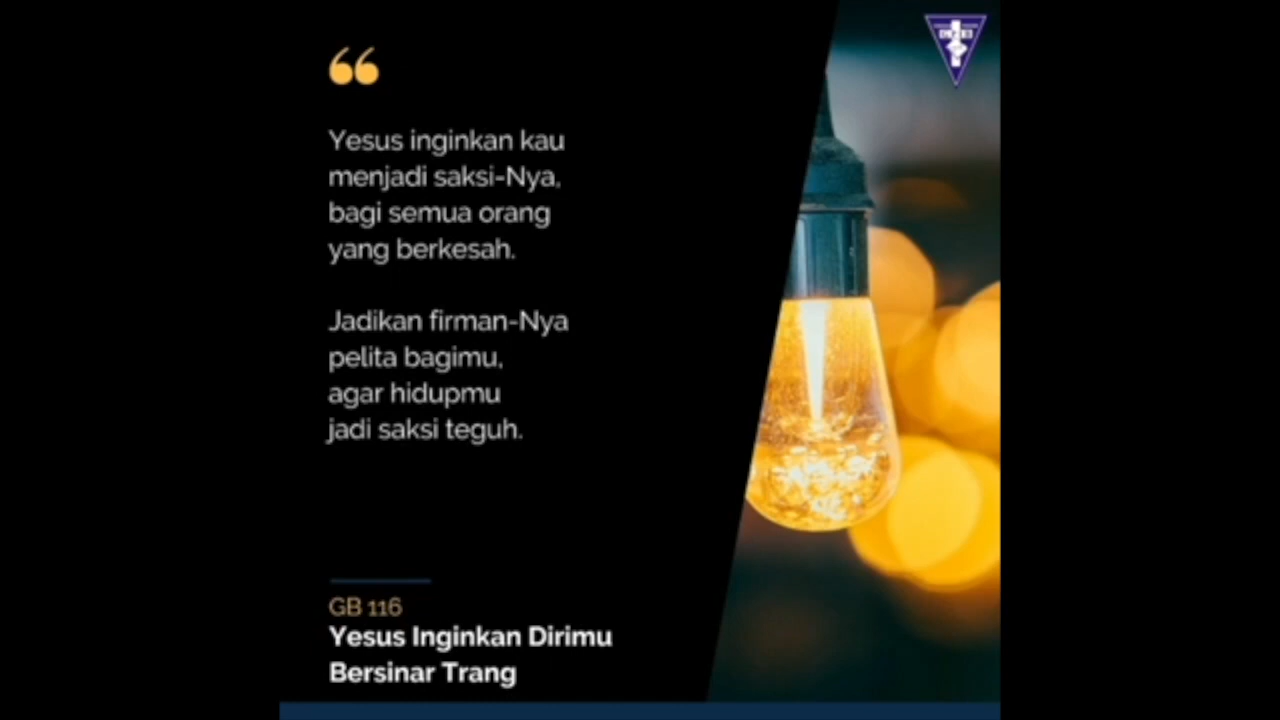 Yesus inginkan kau
menjadi saksi-Nya,
bagi semua orang
yang berkesah.
Jadikan firman-Nya
pelita bagimu,
agar hidupmu
jadi saksi teguh.
GB 116
Yesus Inginkan Dirimu
Bersinar Trang